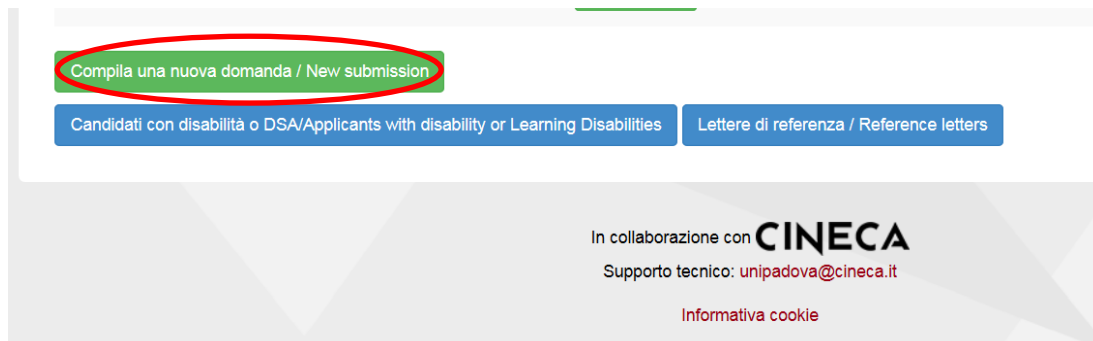 Compila una nuova domanda / New submission
Candidati con disabilità o DSA/Applicants with disability or Learning Disabilities
Lettere di referenza / Reference letters
In collaborazione con CINECA
Supporto tecnico: unipadova@cineca.it
Informativa cookie